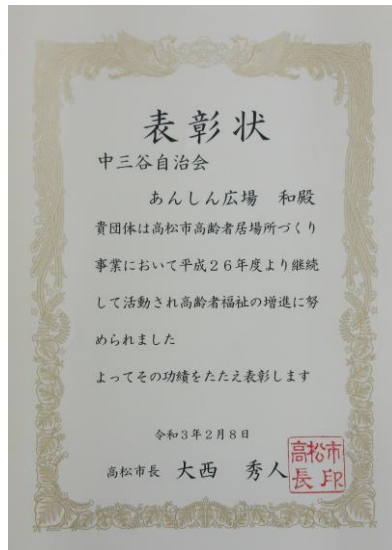 表彰状
中三谷自治会
あんしん広場　和殿
貴団体は高松市高齢者居場所づくり
事業において平成２６年度より継続
して活動され高齢者福祉の増進に努
められました
よってその功績をたたえ表彰します
令和３年２月８日
高松市長　大西　秀人
高松市
長印